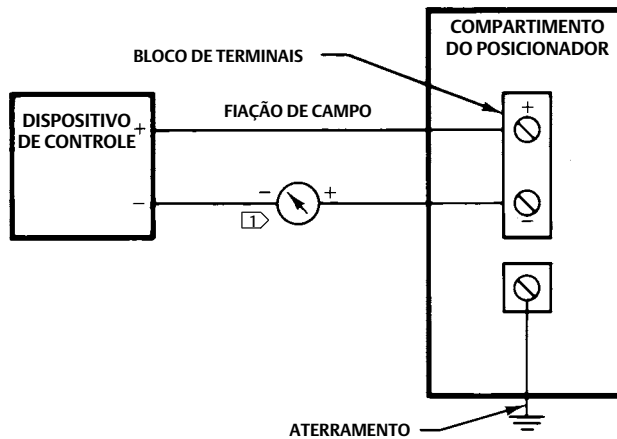 COMPARTIMENTO
DO POSICIONADOR
BLOCO DE TERMINAIS
DISPOSITIVO
DE CONTROLE
FIAÇÃO DE CAMPO
+
+
−
− +
1
−
ATERRAMENTO